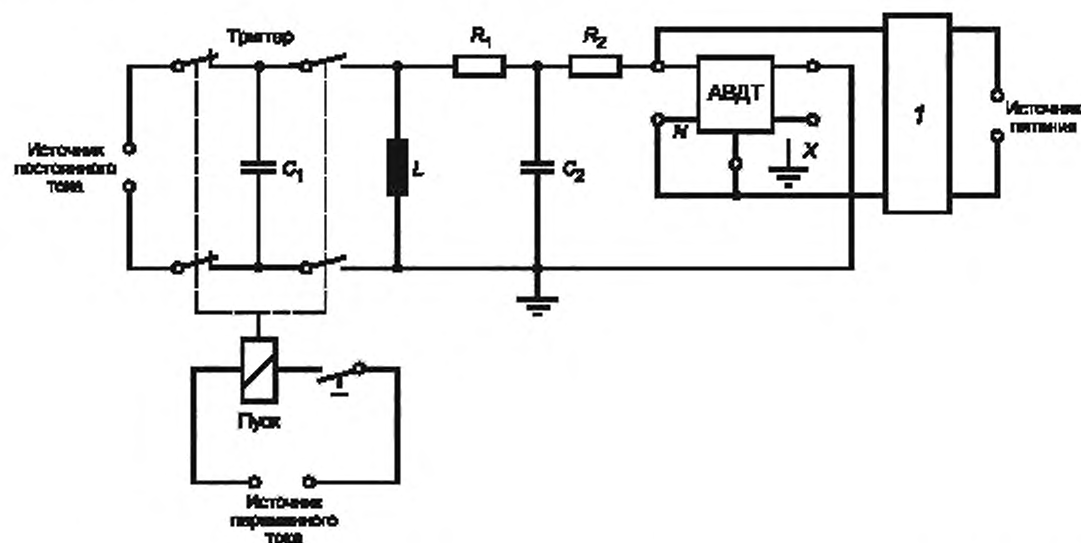 Триггер
R1
R2
АВДТ
N
X
1
Источник
питания
Источник
постоянного
тока
C1
L
C2
Пуск
Источник
переменного
тока